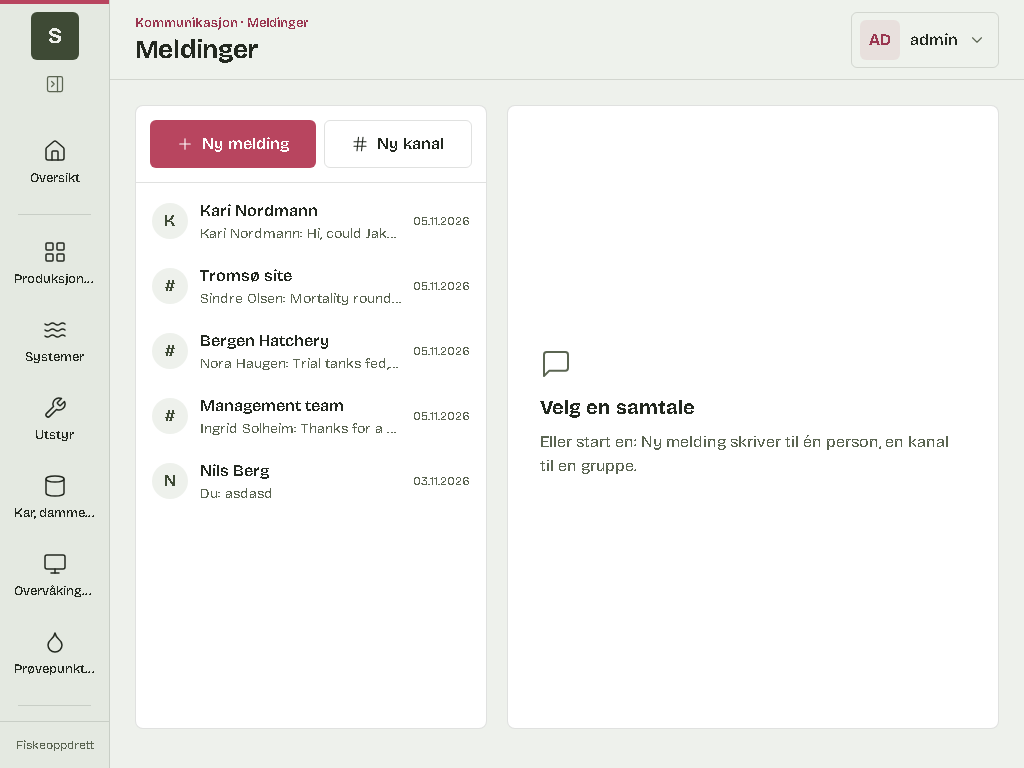 S
Oversikt
Produksjon...
Systemer
Utstyr
Kar, damme...
Overvåking...
Prøvepunkt...
Fiskeoppdrett
Kommunikasjon · Meldinger
Meldinger
AD admin
+ Ny melding
# Ny kanal
K
Kari Nordmann
05.11.2026
Kari Nordmann: Hi, could Jak...
#
Tromsø site
05.11.2026
Sindre Olsen: Mortality round...
#
Bergen Hatchery
05.11.2026
Nora Haugen: Trial tanks fed,...
#
Management team
05.11.2026
Ingrid Solheim: Thanks for a ...
N
Nils Berg
03.11.2026
Du: asdasd
Velg en samtale
Eller start en: Ny melding skriver til én person, en kanal
til en gruppe.